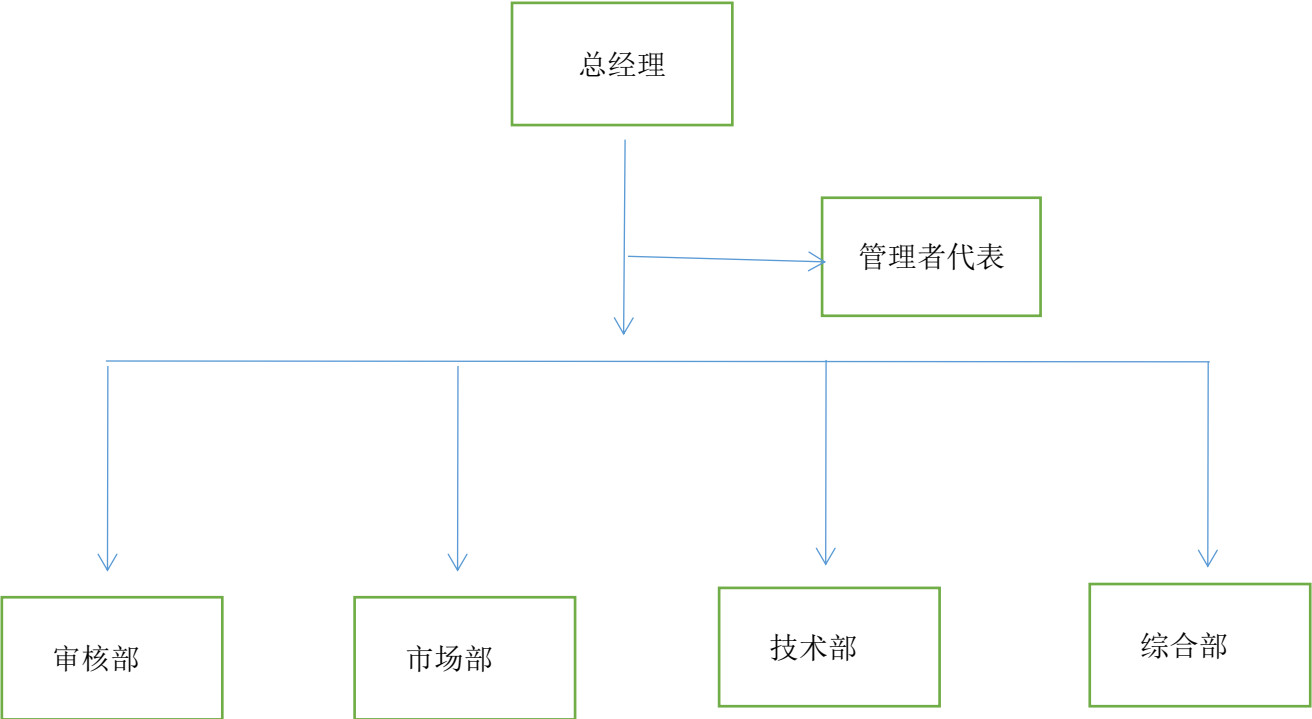 总经理
管理者代表
审核部
市场部
技术部
综合部